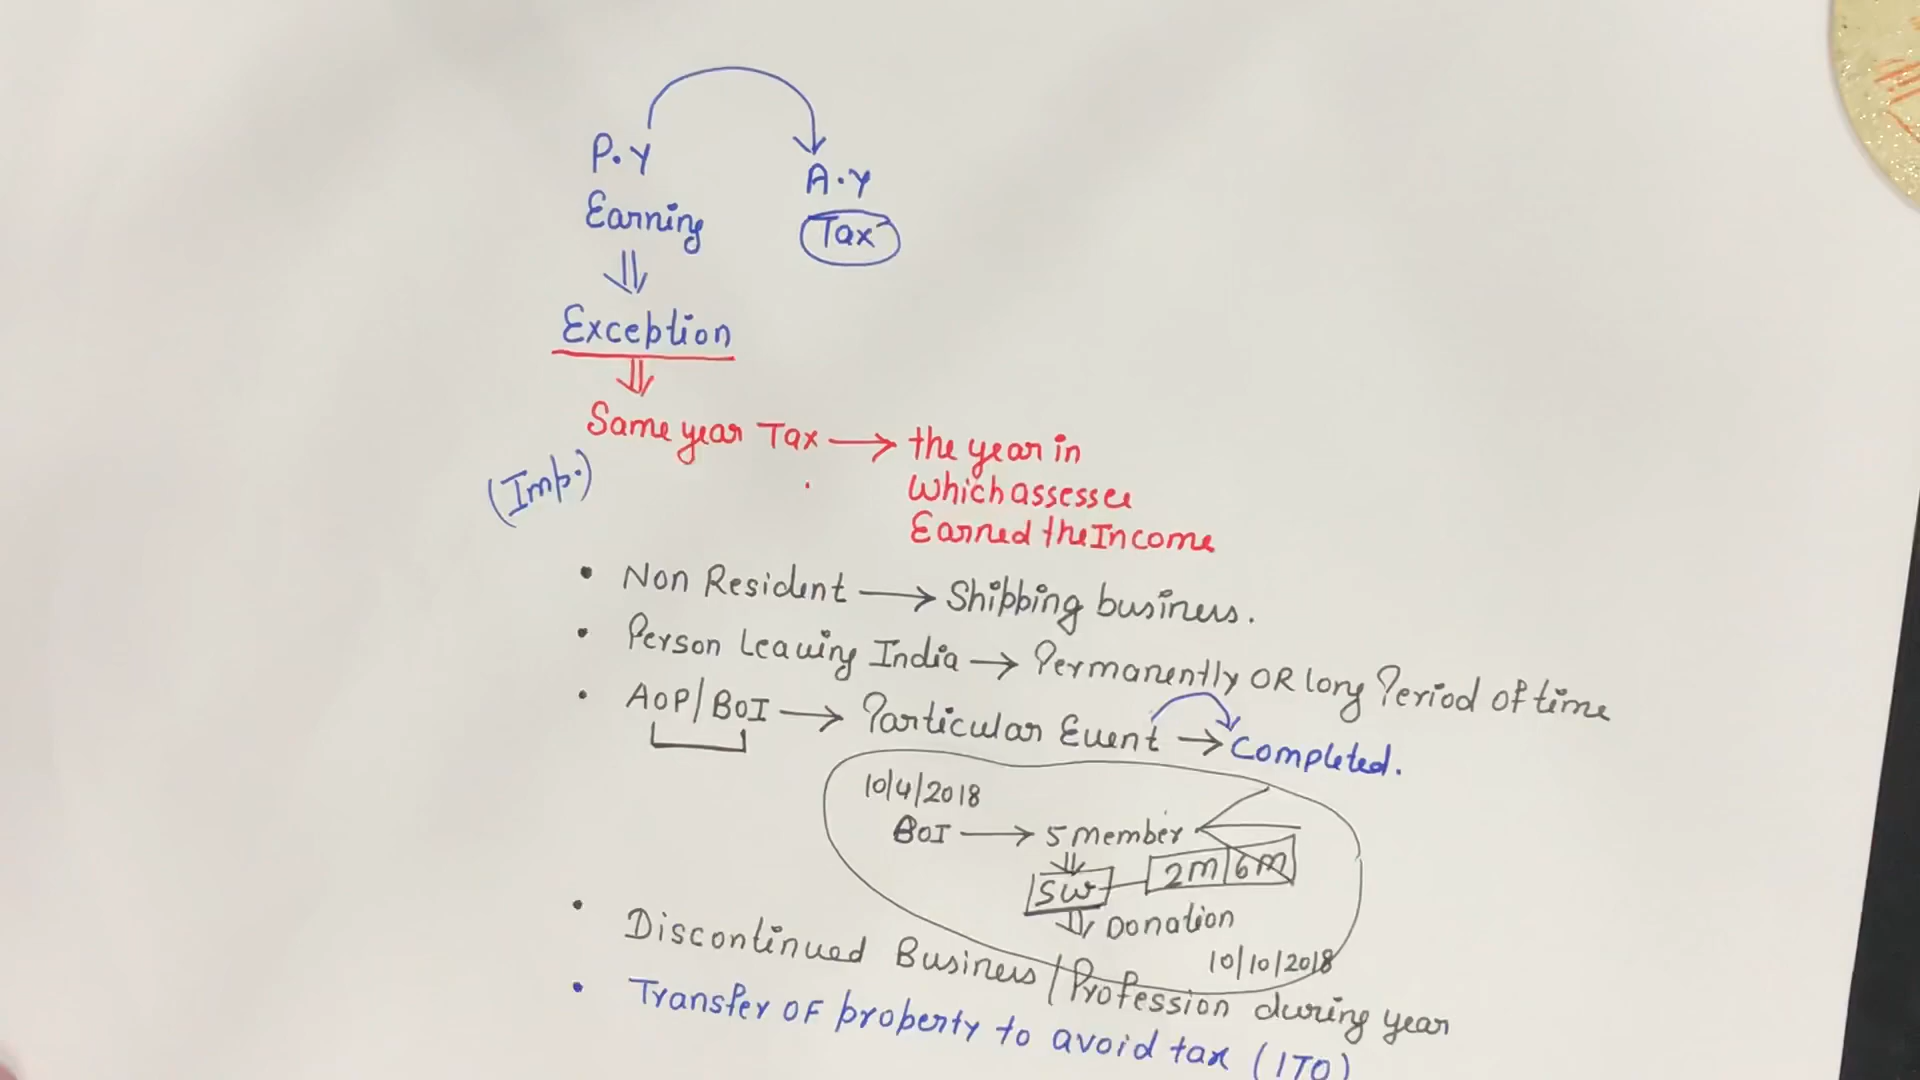 P.Y
A.Y
Earning
Tax
Exception
Same year Tax → the year in
which assessee
Earned the Income
(Imp.)
• Non Resident → Shipping business.
• Person Leaving India → Permanently OR long Period of time
• AOP/BOI → Particular Event → Completed.
10/4/2018
BOI → 5 member
SW 2M 6M
Donation
10/10/2018
• Discontinued Business/Profession during year
• Transfer OF property to avoid tax (ITO)